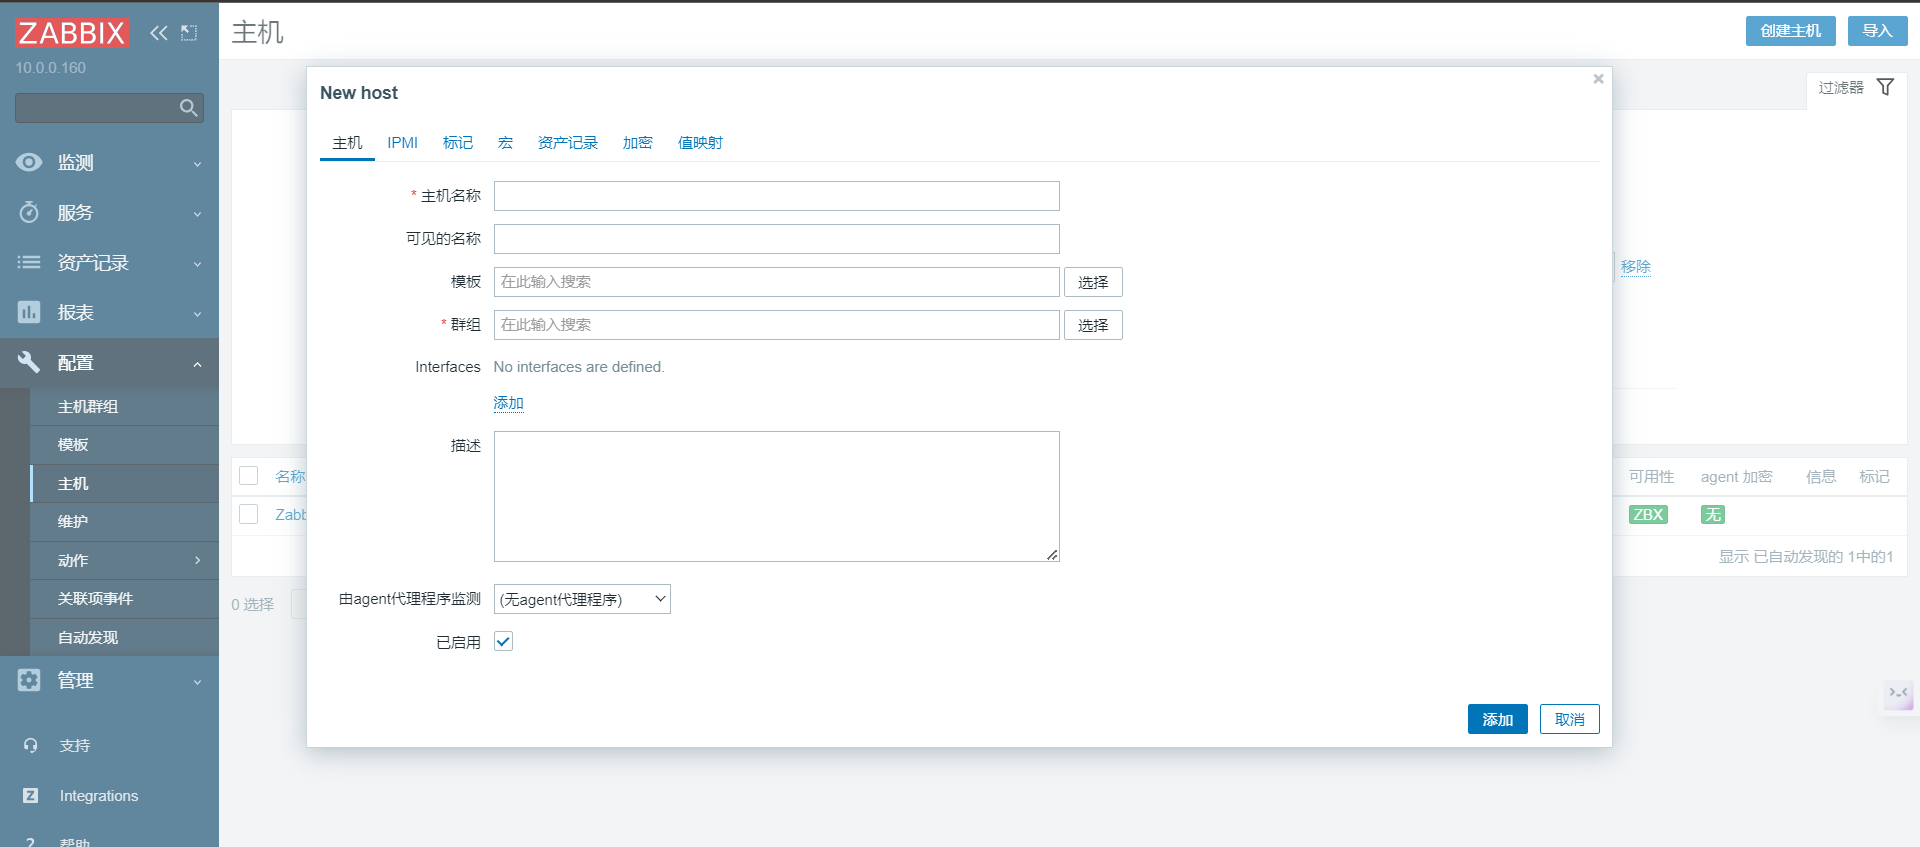 ZABBIX
10.0.0.160
监测
服务
资产记录
报表
配置
主机群组
模板
主机
维护
动作
关联项事件
自动发现
管理
支持
Integrations
帮助
主机
创建主机
导入
过滤器
移除
New host
主机 IPMI 标记 宏 资产记录 加密 值映射
* 主机名称
可见的名称
模板 在此输入搜索 选择
* 群组 在此输入搜索 选择
Interfaces No interfaces are defined.
添加
描述
由agent代理程序监测 (无agent代理程序)
已启用
添加 取消
名称 可用性 agent 加密 信息 标记
Zabb ZBX 无
显示 已自动发现的 1中的1
0 选择